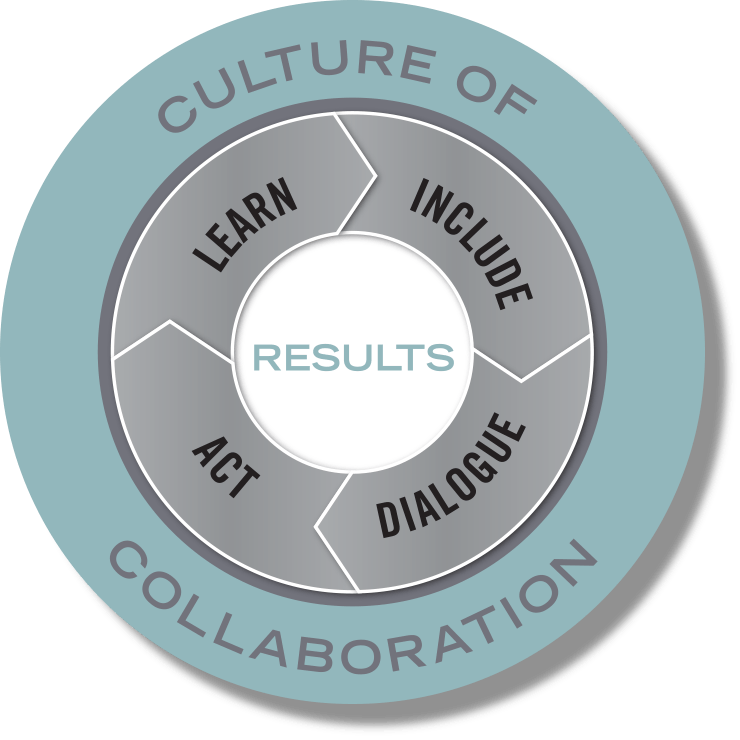 CULTURE OF
LEARN
INCLUDE
RESULTS
ACT
DIALOGUE
COLLABORATION